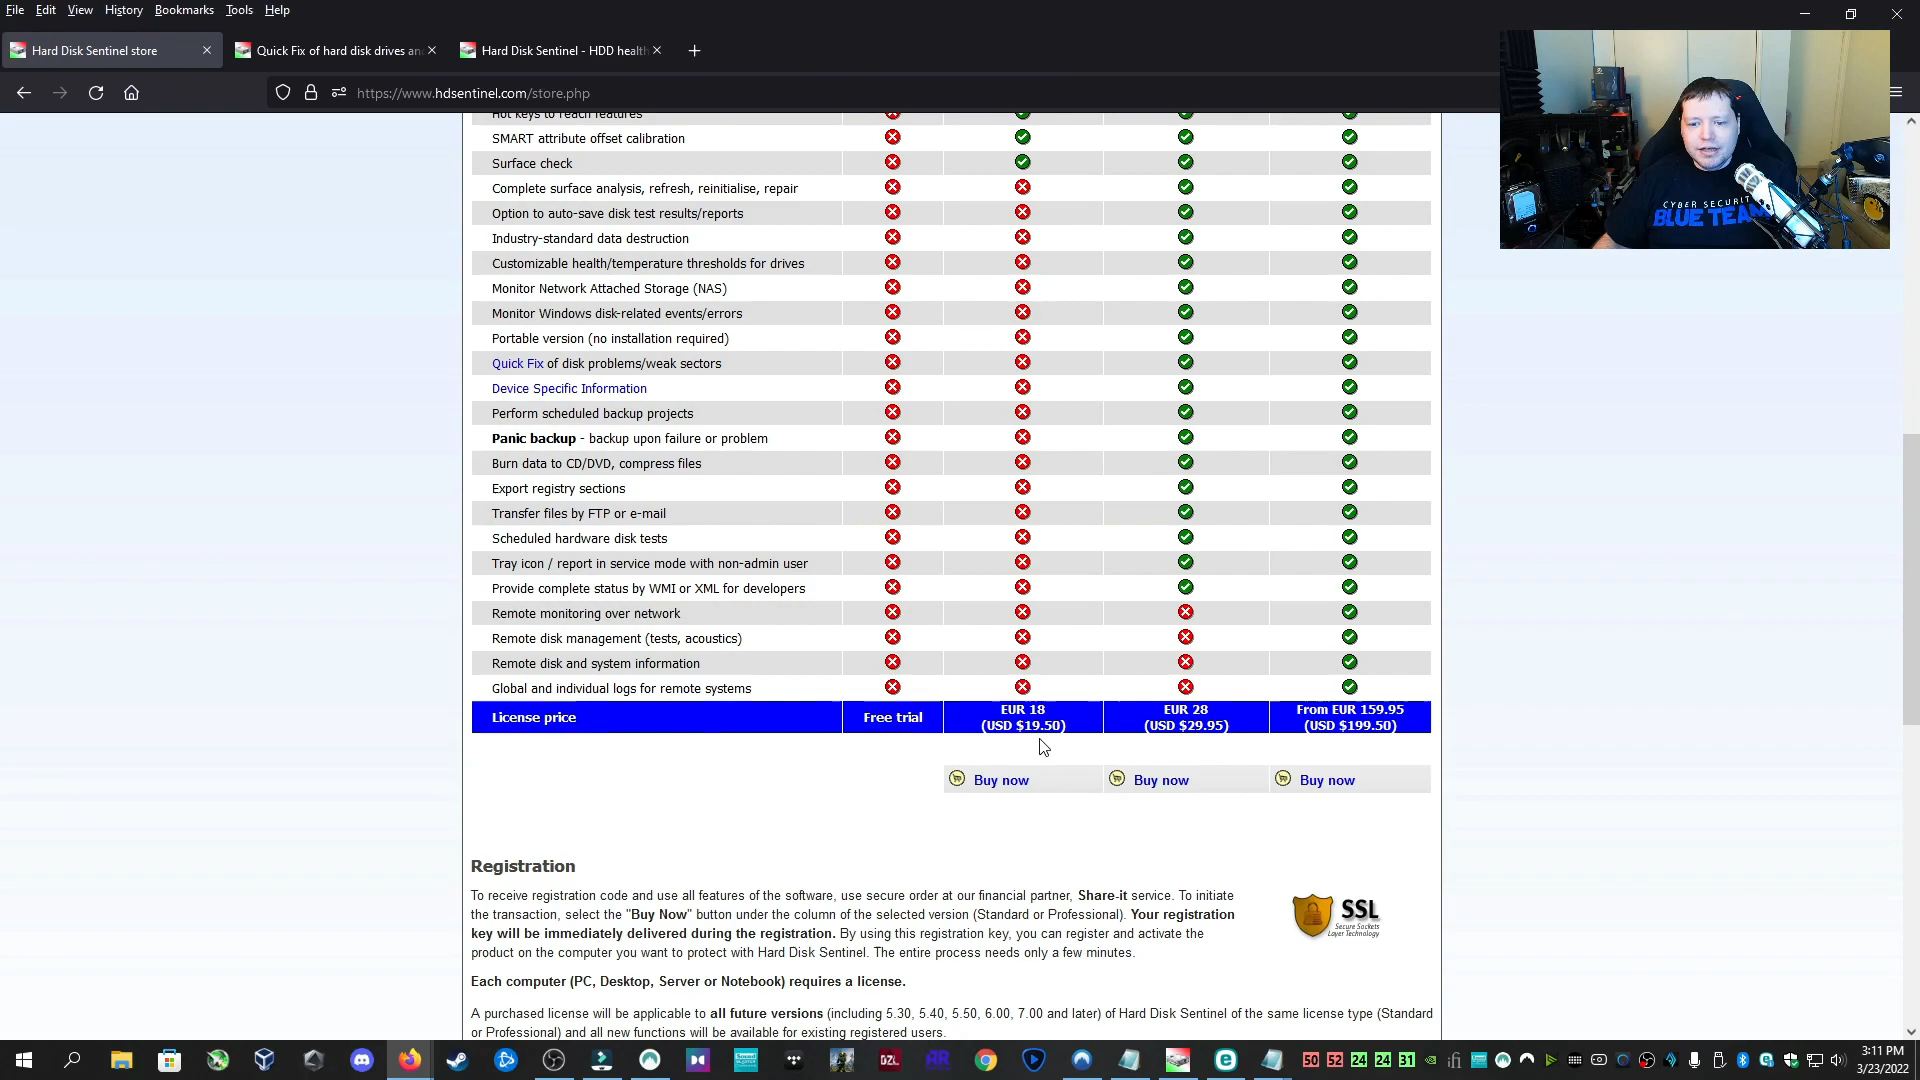 File Edit View History Bookmarks Tools Help
Hard Disk Sentinel store
Quick Fix of hard disk drives an
Hard Disk Sentinel - HDD health
https://www.hdsentinel.com/store.php
Hot keys to reach features
SMART attribute offset calibration
Surface check
Complete surface analysis, refresh, reinitialise, repair
Option to auto-save disk test results/reports
Industry-standard data destruction
Customizable health/temperature thresholds for drives
Monitor Network Attached Storage (NAS)
Monitor Windows disk-related events/errors
Portable version (no installation required)
Quick Fix of disk problems/weak sectors
Device Specific Information
Perform scheduled backup projects
Panic backup - backup upon failure or problem
Burn data to CD/DVD, compress files
Export registry sections
Transfer files by FTP or e-mail
Scheduled hardware disk tests
Tray icon / report in service mode with non-admin user
Provide complete status by WMI or XML for developers
Remote monitoring over network
Remote disk management (tests, acoustics)
Remote disk and system information
Global and individual logs for remote systems
License price
Free trial
EUR 18
(USD $19.50)
EUR 28
(USD $29.95)
From EUR 159.95
(USD $199.50)
Buy now
Buy now
Buy now
Registration
To receive registration code and use all features of the software, use secure order at our financial partner, Share-it service. To initiate
the transaction, select the "Buy Now" button under the column of the selected version (Standard or Professional). Your registration
key will be immediately delivered during the registration. By using this registration key, you can register and activate the
product on the computer you want to protect with Hard Disk Sentinel. The entire process needs only a few minutes.
SSL
Secure Sockets
Layer Technology
Each computer (PC, Desktop, Server or Notebook) requires a license.
A purchased license will be applicable to all future versions (including 5.30, 5.40, 5.50, 6.00, 7.00 and later) of Hard Disk Sentinel of the same license type (Standard
or Professional) and all new functions will be available for existing registered users.
CYBER SECURIT
BLUE TEAM
50 52 24 24 31
3:11 PM
3/23/2022